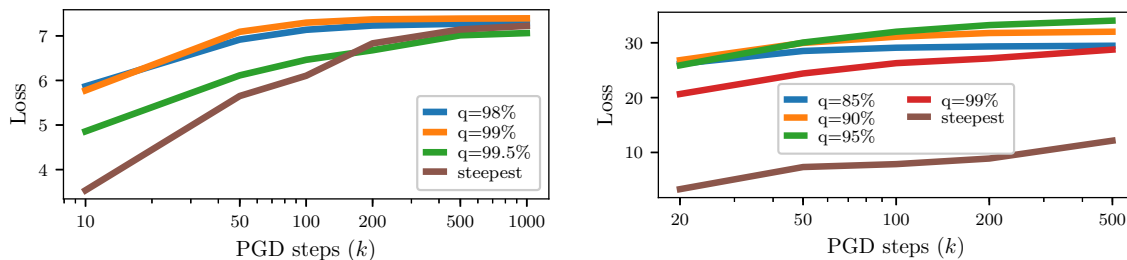 Loss
7
6
5
4
q=98%
q=99%
q=99.5%
steepest
10 50 100 200 500 1000
PGD steps (k)
Loss
30
20
10
q=85%
q=90%
q=95%
q=99%
steepest
20 50 100 200 500
PGD steps (k)